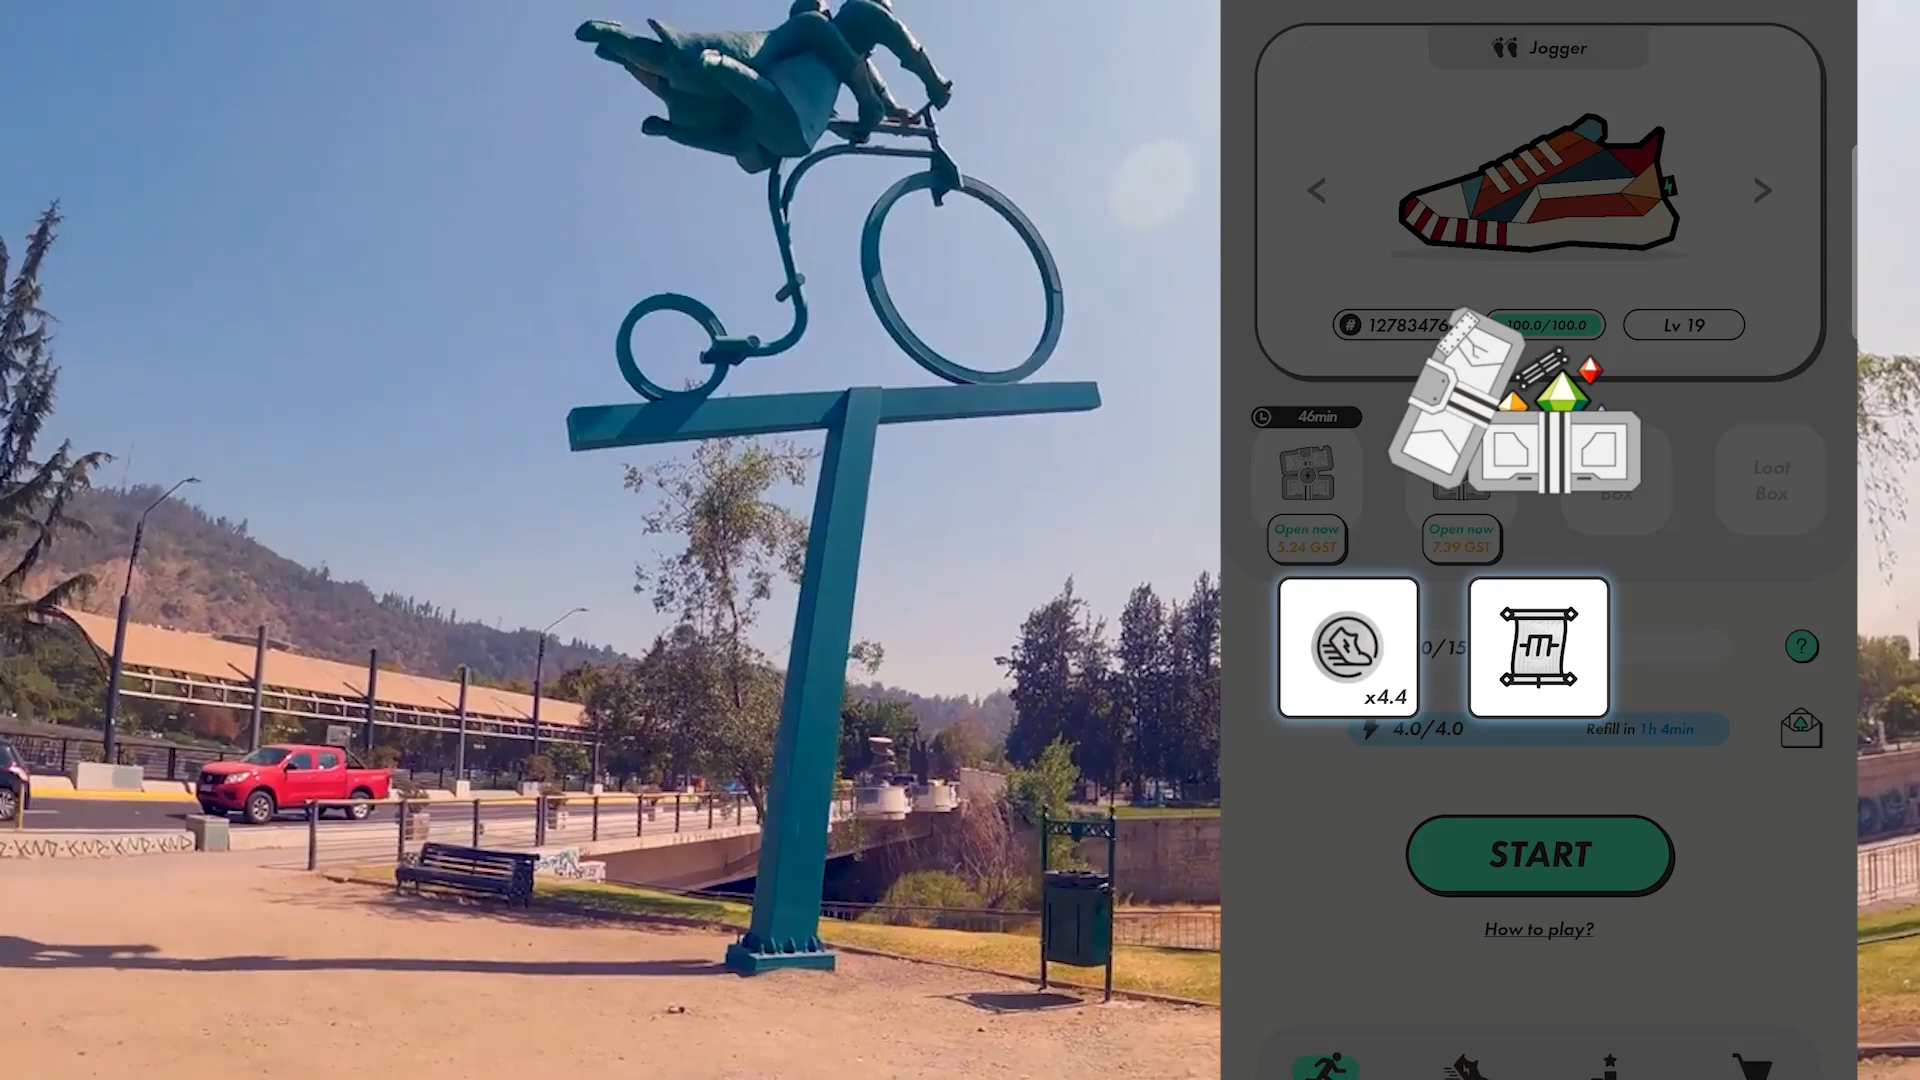 Jogger
# 12783476
100.0/100.0
Lv 19
46min
Loot
Box
Box
Open now
5.24 GST
Open now
7.39 GST
x4.4
0/15
4.0/4.0
Refill in 1h 4min
?
START
How to play?